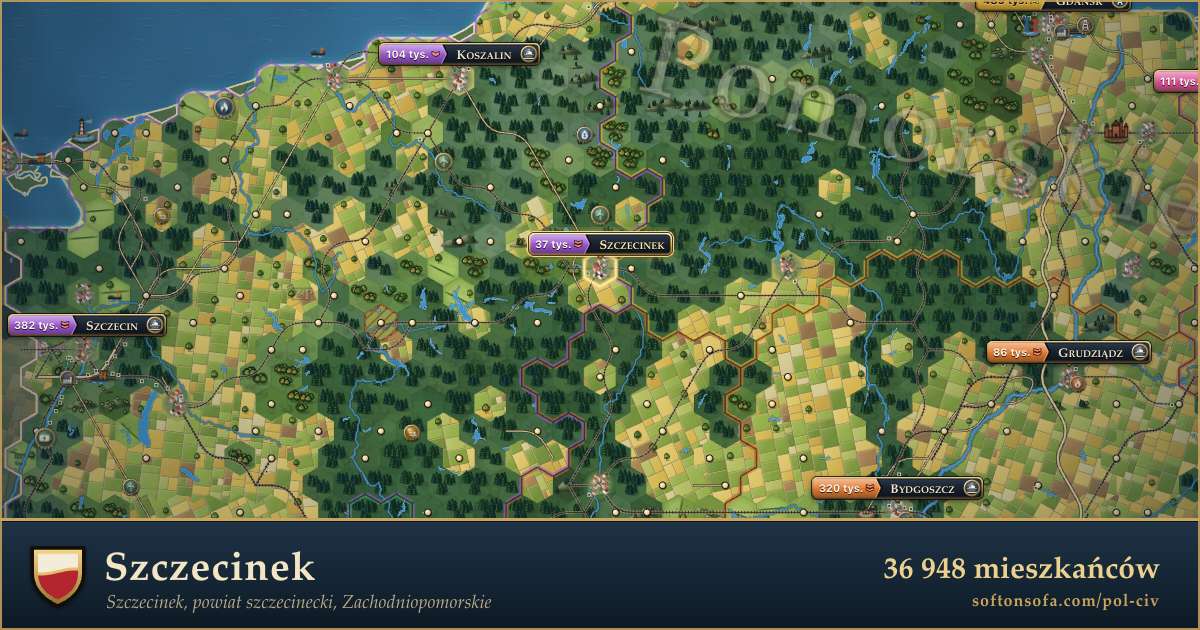 GDAŃSK
104 tys.
KOSZALIN
111 tys.
Pomorskie
37 tys.
SZCZECINEK
382 tys.
SZCZECIN
86 tys.
GRUDZIĄDZ
320 tys.
BYDGOSZCZ
Szczecinek
36 948 mieszkańców
Szczecinek, powiat szczecinecki, Zachodniopomorskie
softonsofa.com/pol-civ